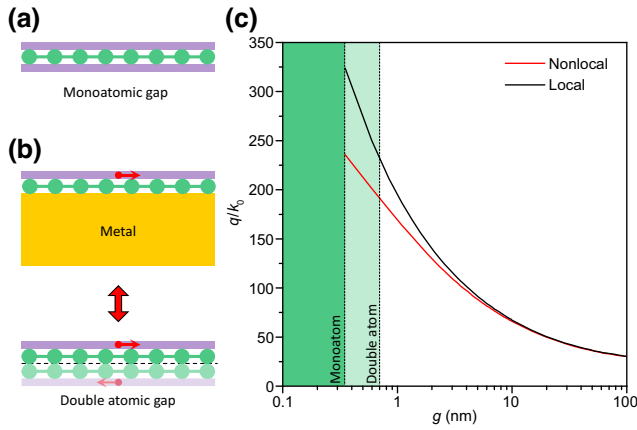 (a)
Monoatomic gap
(b)
Metal
Double atomic gap
(c)
Nonlocal
Local
350
300
250
200
150
100
50
0
q/k0
Monoatom
Double atom
0.1
1
10
100
g (nm)